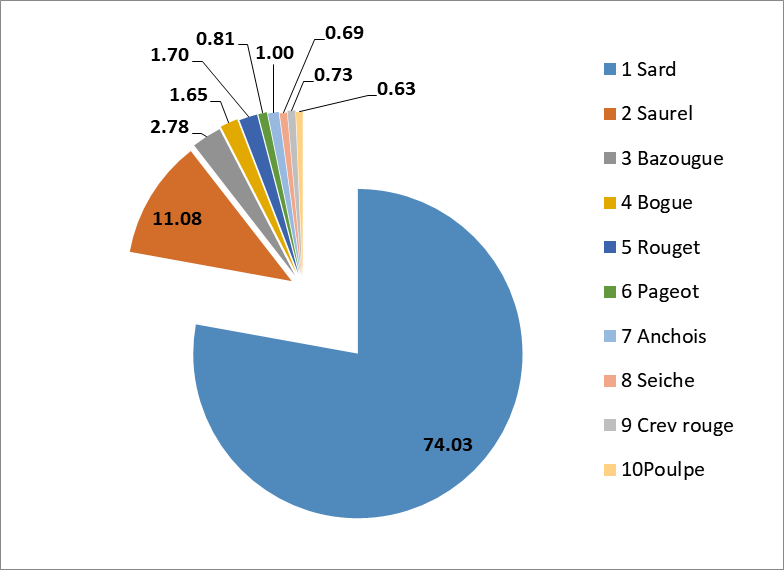 0.69
0.81
1.00
1.70
0.73
0.63
1.65
2.78
11.08
74.03
1 Sard
2 Saurel
3 Bazougue
4 Bogue
5 Rouget
6 Pageot
7 Anchois
8 Seiche
9 Crev rouge
10Poulpe